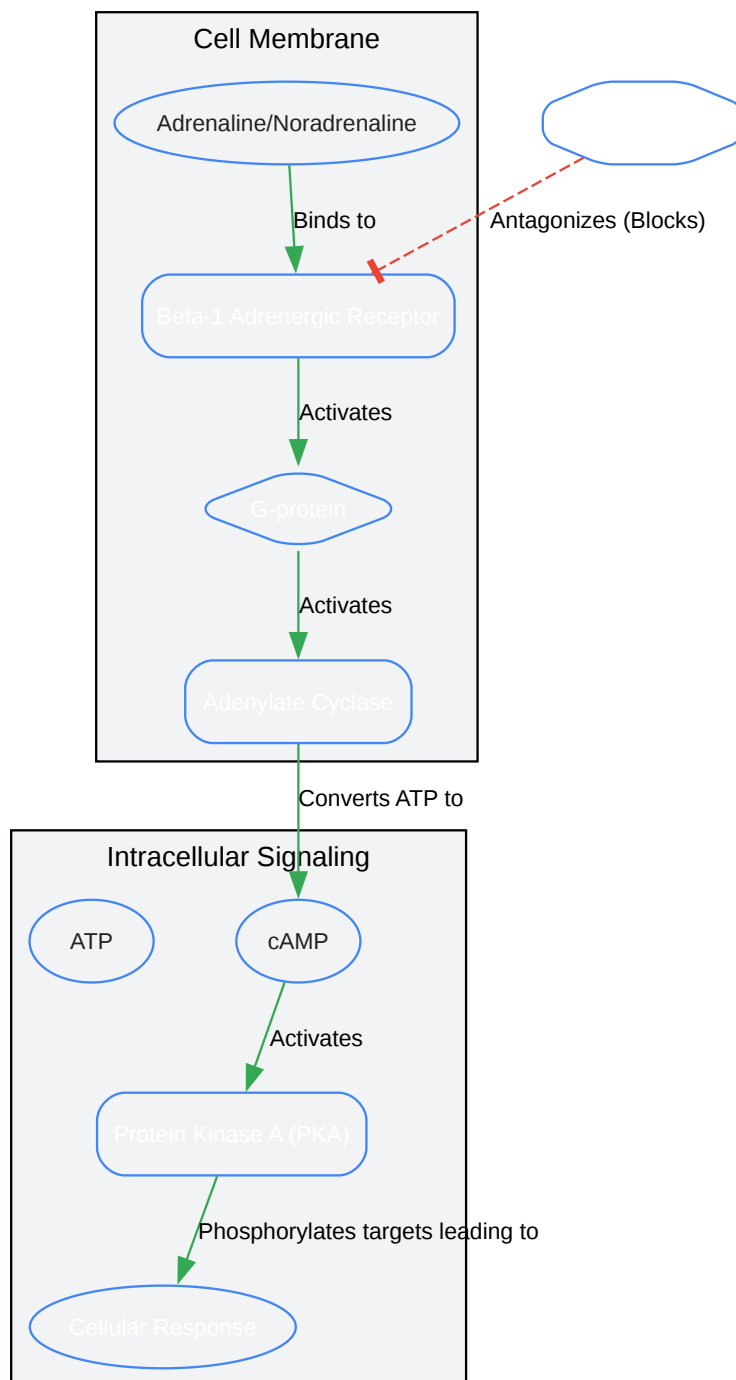 Cell Membrane
Adrenaline/Noradrenaline
Binds to
Antagonizes (Blocks)
Beta-1 Adrenergic Receptor
Activates
G-protein
Activates
Adenylate Cyclase
Converts ATP to
Intracellular Signaling
ATP
cAMP
Activates
Protein Kinase A (PKA)
Phosphorylates targets leading to
Cellular Response